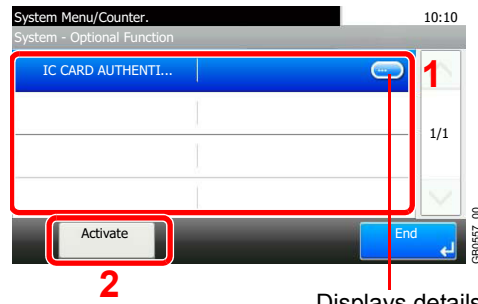 System Menu/Counter.
10:10
System - Optional Function
IC CARD AUTHENTI...
1
1/1
Activate
End
2
Displays details
GB0557_00